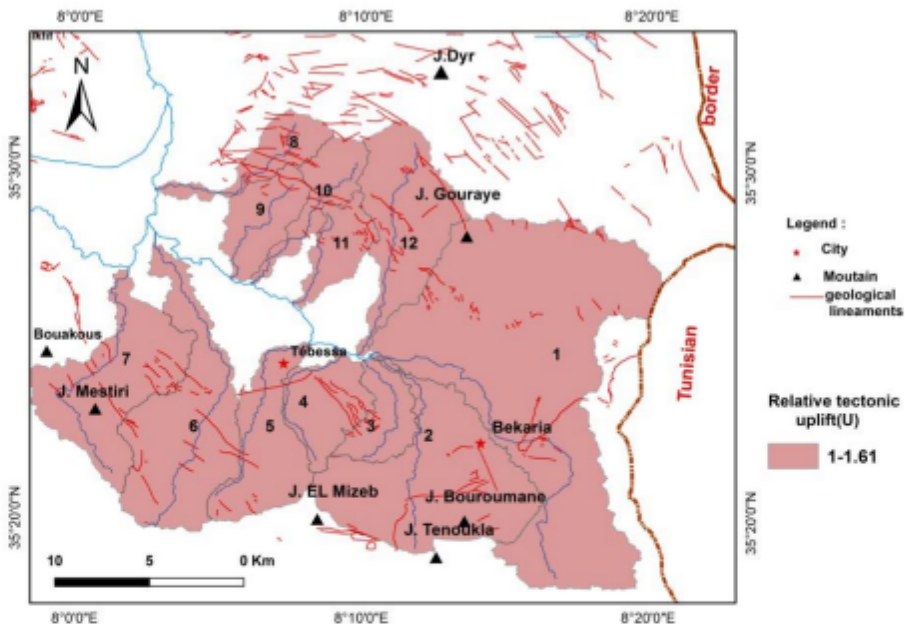 8°0'0"E 8°10'0"E 8°20'0"E
N
J.Dyr
border
35°30'0"N
35°30'0"N
8
10
9
J. Gouraye
11
12
Legend :
City
Moutain
geological
lineaments
Bouakous
Tébessa
1
Tunisian
7
J. Mestiri
4
6
5
3
2
Bekaria
Relative tectonic
uplift(U)
1-1.61
J. EL Mizeb
J. Bouroumane
J. Tenoukla
35°20'0"N
35°20'0"N
10 5 0 Km
8°0'0"E 8°10'0"E 8°20'0"E